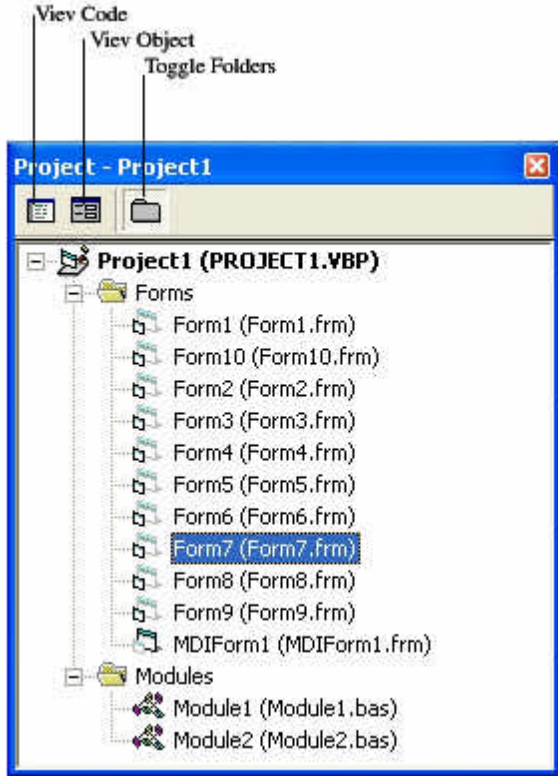 Viev Code
Viev Object
Toggle Folders
Project - Project1
Project1 (PROJECT1.VBP)
Forms
Form1 (Form1.frm)
Form10 (Form10.frm)
Form2 (Form2.frm)
Form3 (Form3.frm)
Form4 (Form4.frm)
Form5 (Form5.frm)
Form6 (Form6.frm)
Form7 (Form7.frm)
Form8 (Form8.frm)
Form9 (Form9.frm)
MDIForm1 (MDIForm1.frm)
Modules
Module1 (Module1.bas)
Module2 (Module2.bas)